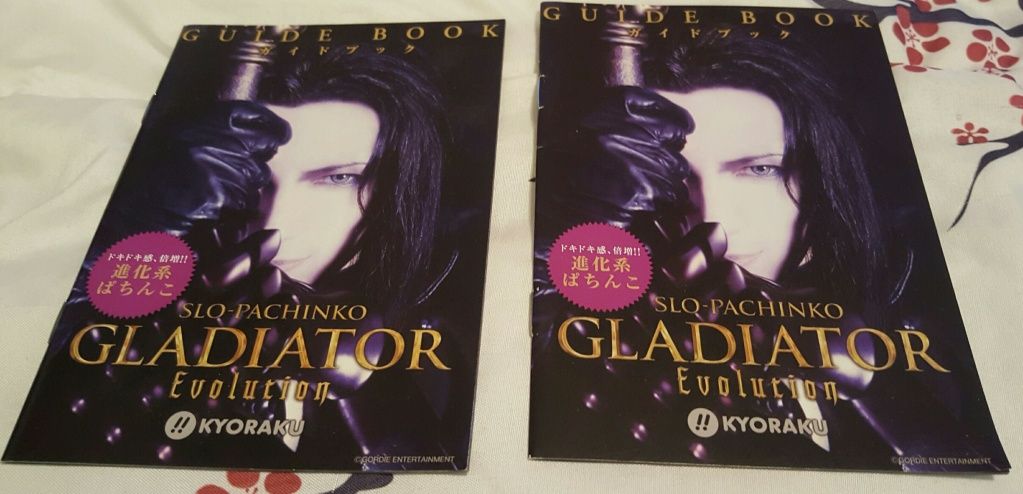 GUIDE BOOK
ガイドブック
ドキドキ感、倍増!!
進化系
ぱちんこ
SLO-PACHINKO
GLADIATOR
Evolution
!! KYORAKU
©GORDIE ENTERTAINMENT
GUIDE BOOK
ガイドブック
ドキドキ感、倍増!!
進化系
ぱちんこ
SLO-PACHINKO
GLADIATOR
Evolution
!! KYORAKU
©GORDIE ENTERTAINMENT